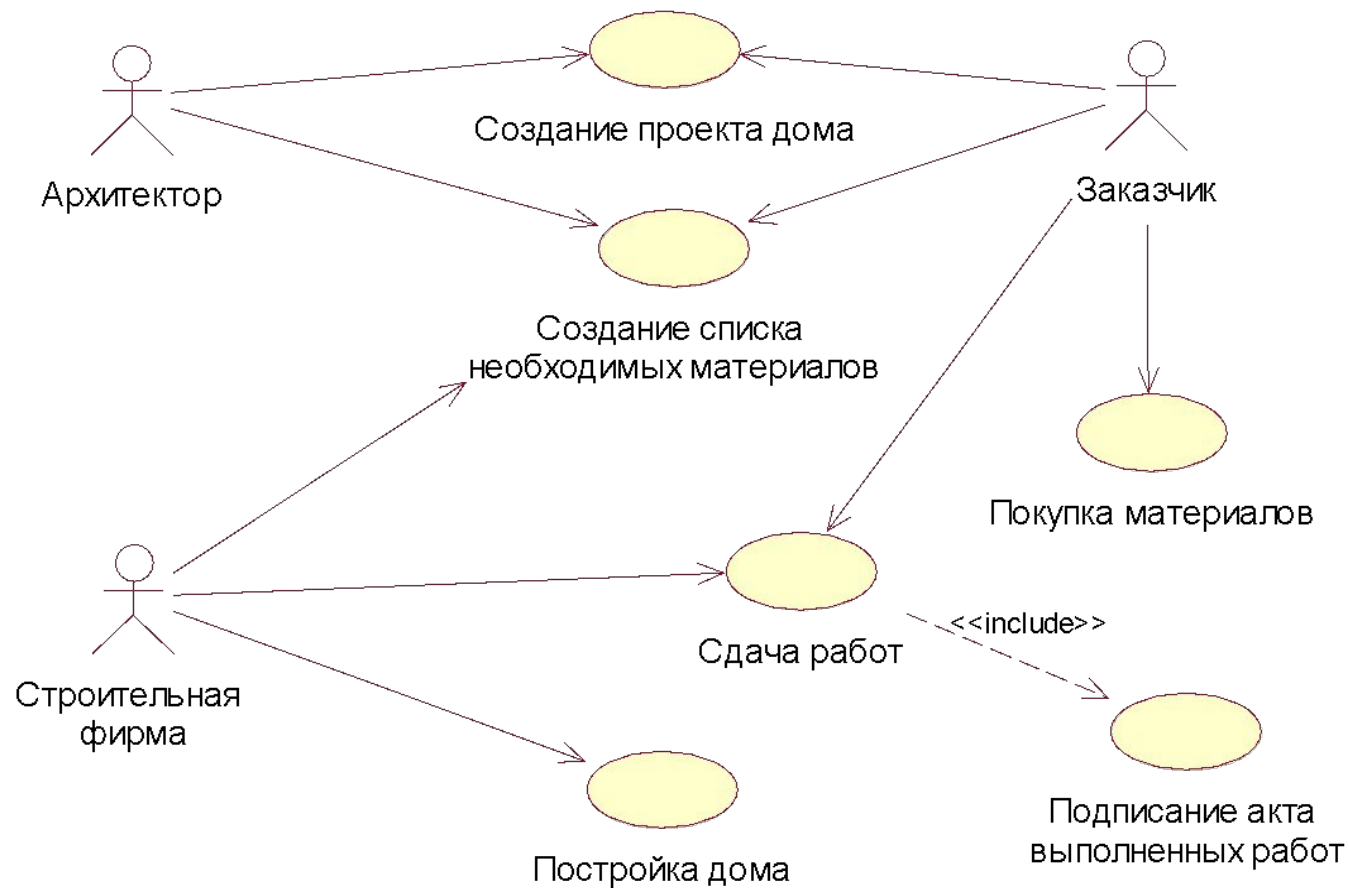 Создание проекта дома
Архитектор
Заказчик
Создание списка
необходимых материалов
Покупка материалов
<<include>>
Сдача работ
Строительная
фирма
Подписание акта
выполненных работ
Постройка дома